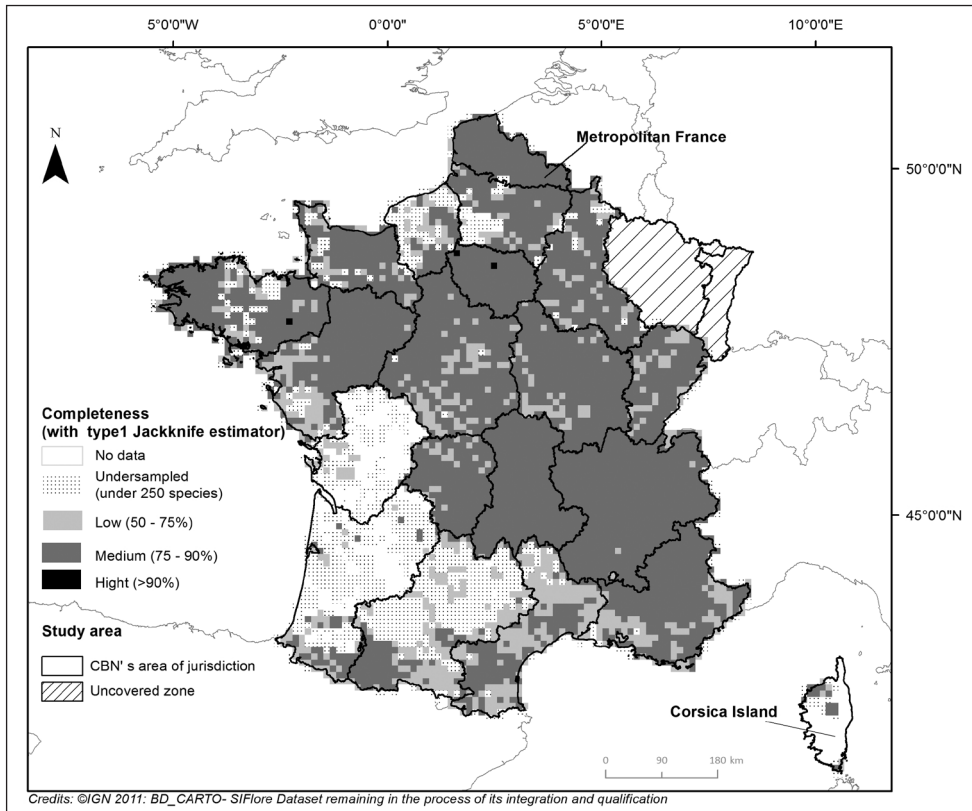 5°0'0"W 0°0'0" 5°0'0"E 10°0'0"E
N
Metropolitan France
50°0'0"N
Completeness
(with type1 Jackknife estimator)
No data
Undersampled
(under 250 species)
Low (50 - 75%)
Medium (75 - 90%)
Hight (>90%)
45°0'0"N
Study area
CBN' s area of jurisdiction
Uncovered zone
Corsica Island
0 90 180 km
Credits: ©IGN 2011: BD_CARTO- SIFlore Dataset remaining in the process of its integration and qualification